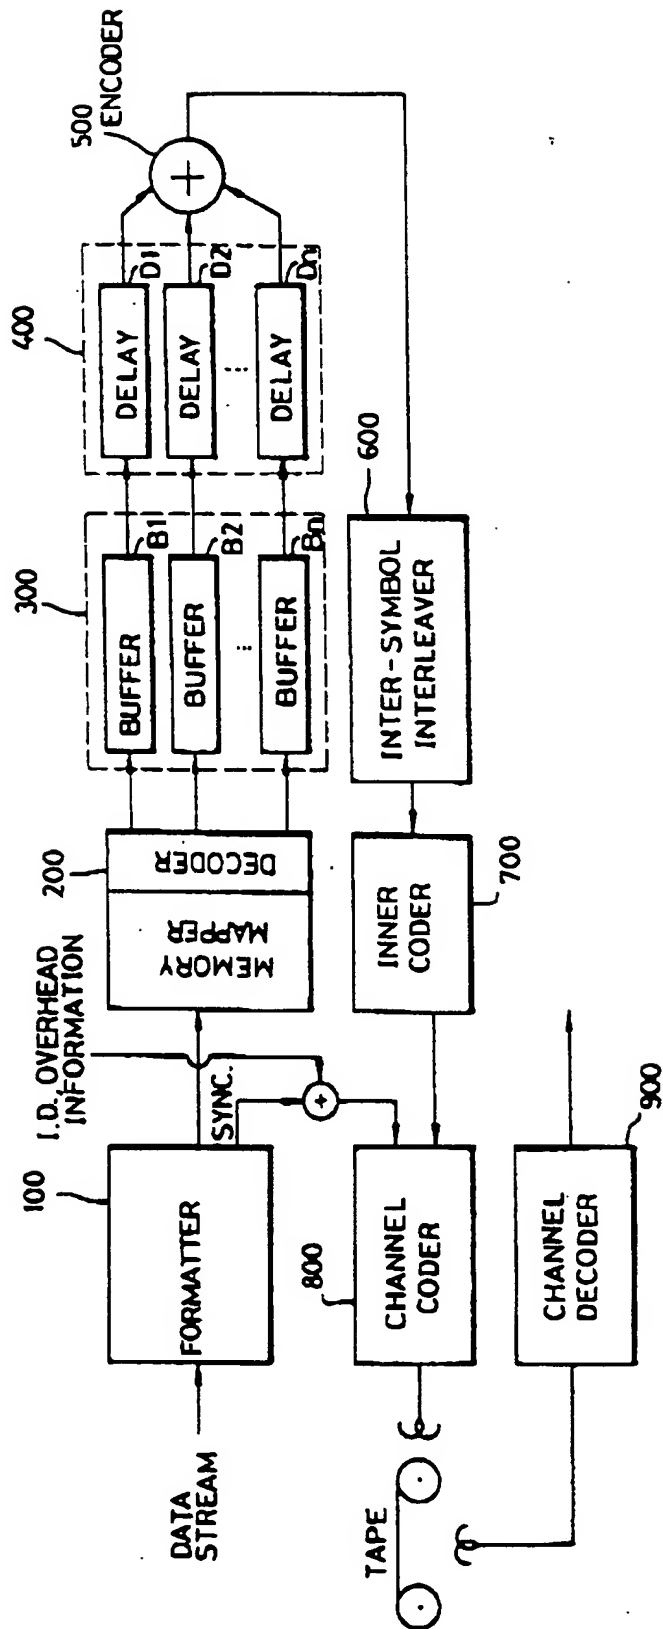 DATA
STREAM
100
FORMATTER
SYNC.
I.D., OVERHEAD
INFORMATION
+
200
MEMORY
MAPPER
DECODER
300
BUFFER
B1
BUFFER
B2
...
BUFFER
Bn
400
DELAY
D1
DELAY
D2
...
DELAY
Dn
500
ENCODER
+
600
INTER-SYMBOL
INTERLEAVER
700
INNER
CODER
800
CHANNEL
CODER
TAPE
900
CHANNEL
DECODER